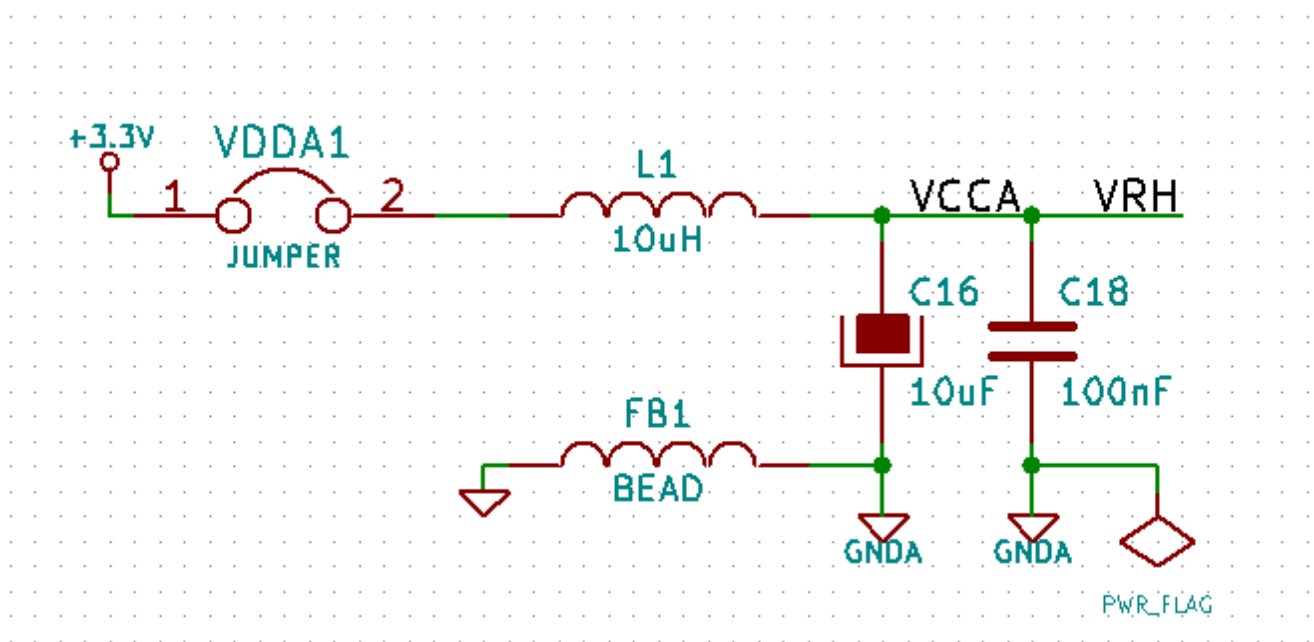 +3.3V
VDDA1
1
2
JUMPER
L1
10uH
VCCA
VRH
C16
10uF
C18
100nF
FB1
BEAD
GNDA
GNDA
PWR_FLAG